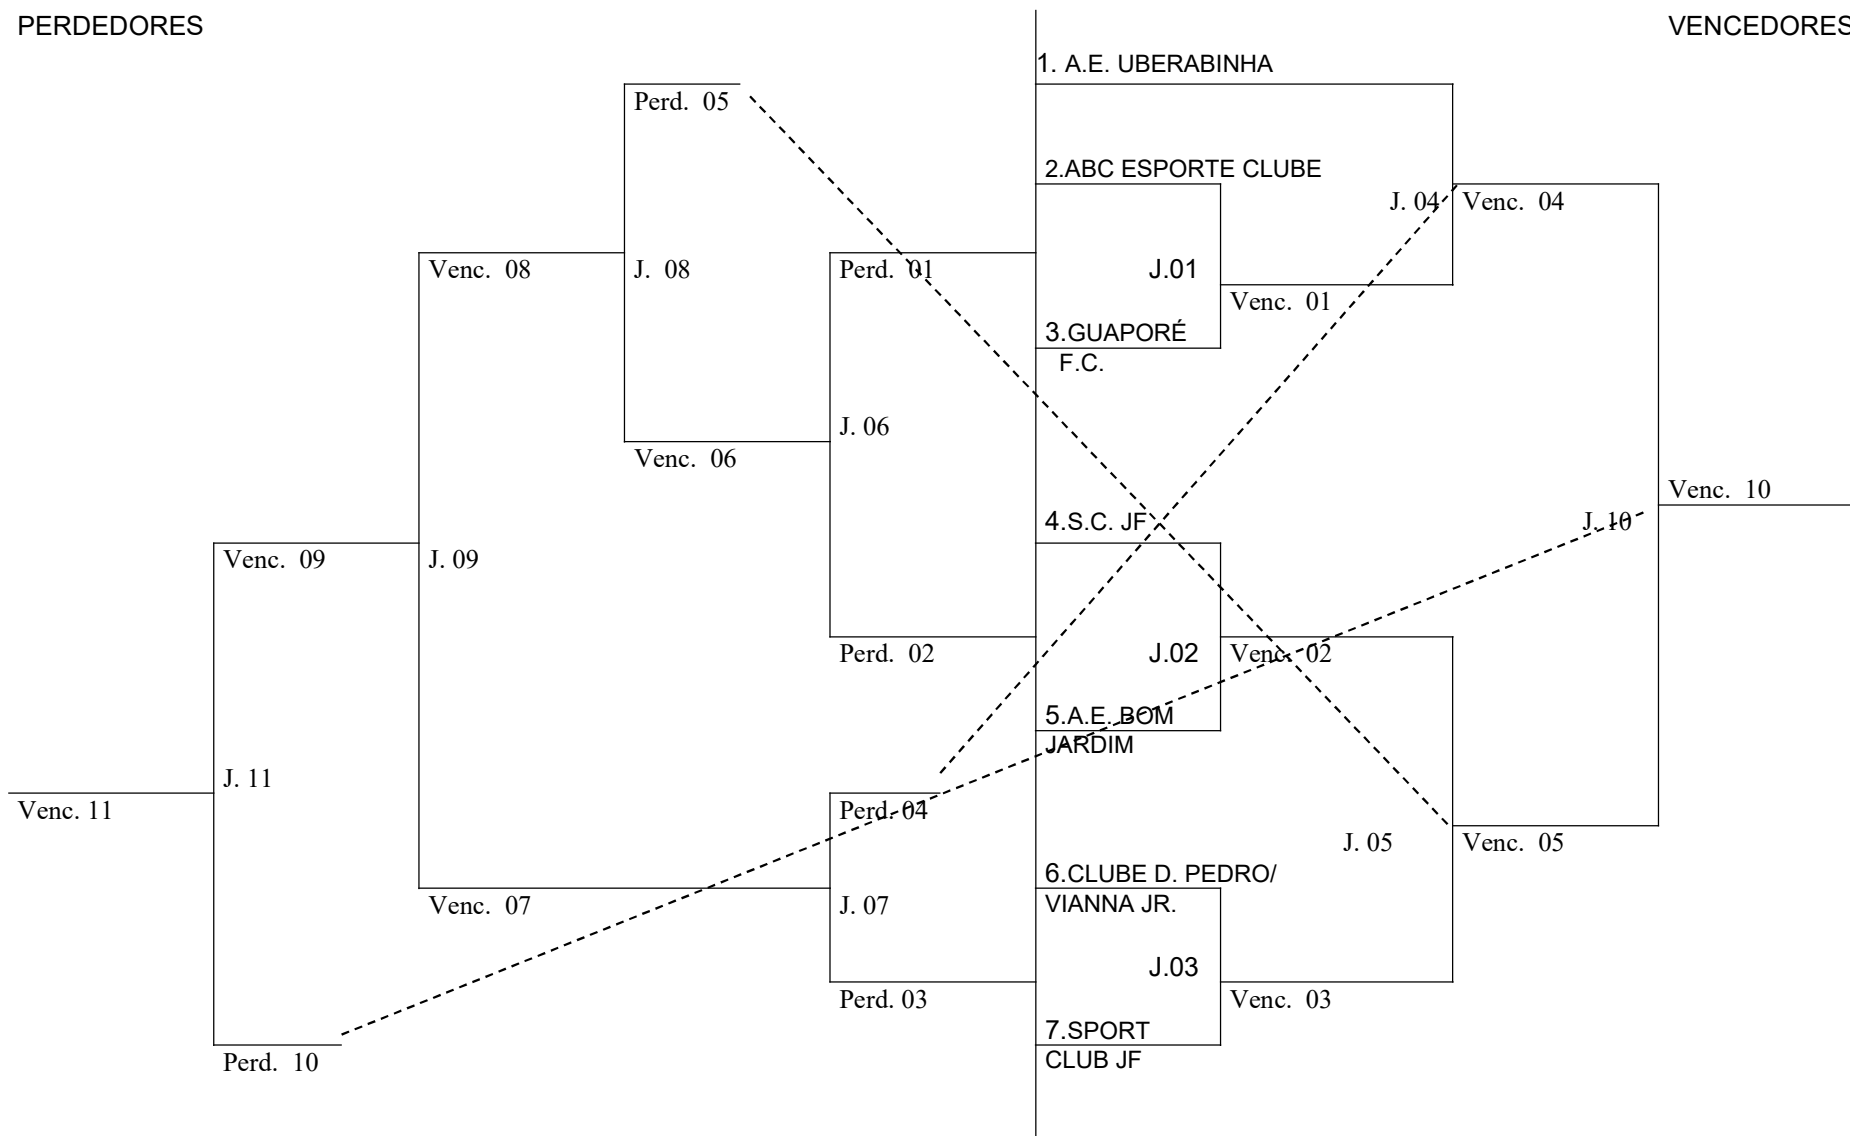 PERDEDORES
VENCEDORES
1. A.E. UBERABINHA
Perd. 05
2.ABC ESPORTE CLUBE
J. 04
Venc. 04
Venc. 08
J. 08
Perd. 01
J.01
Venc. 01
3.GUAPORÉ
F.C.
J. 06
Venc. 06
Venc. 10
4.S.C. JF
J. 10
Venc. 09
J. 09
Perd. 02
J.02
Venc. 02
5.A.E. BOM
JARDIM
J. 11
Venc. 11
Perd. 04
J. 05
Venc. 05
6.CLUBE D. PEDRO/
VIANNA JR.
Venc. 07
J. 07
J.03
Perd. 03
Venc. 03
7.SPORT
CLUB JF
Perd. 10